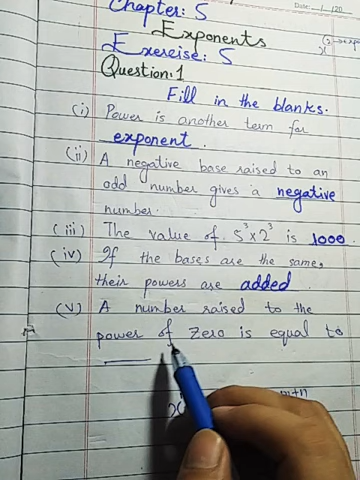 Chapter: 5
Date: / /20
Exponents
Exercise: 5
Question:1
Fill in the blanks.
(i) Power is another term for
exponent.
(ii) A negative base raised to an
odd number gives a negative
number.
(iii) The value of 5³×2³ is 1000.
(iv) If the bases are the same,
their powers are added.
(v) A number raised to the
power of zero is equal to
m+n